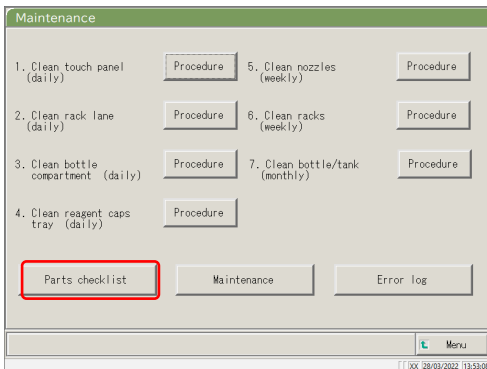 Maintenance
1. Clean touch panel
(daily)
Procedure
5. Clean nozzles
(weekly)
Procedure
2. Clean rack lane
(daily)
Procedure
6. Clean racks
(weekly)
Procedure
3. Clean bottle
compartment (daily)
Procedure
7. Clean bottle/tank
(monthly)
Procedure
4. Clean reagent caps
tray (daily)
Procedure
Parts checklist
Maintenance
Error log
Menu
XX 28/03/2022 13:53:08